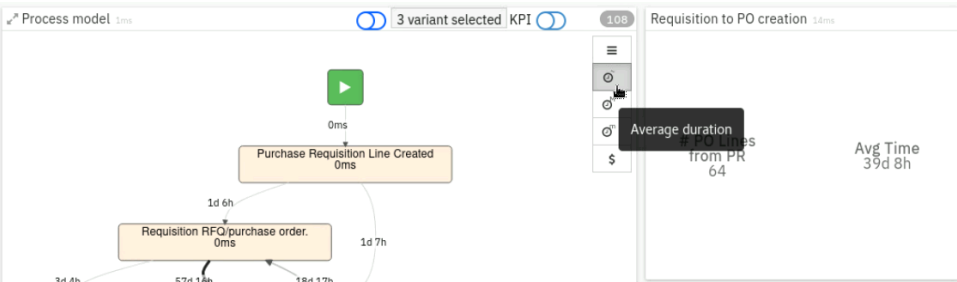 Process model 1ms
3 variant selected KPI
108
Requisition to PO creation 14ms
0ms
Average duration
Purchase Requisition Line Created
0ms
$
# PO Lines
from PR
64
Avg Time
39d 8h
1d 6h
Requisition RFQ/purchase order.
0ms
1d 7h
3d 4h
18d 17h